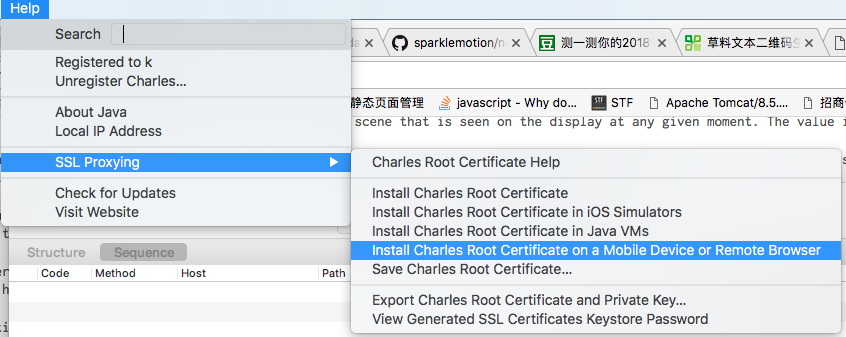 Help
Search
Registered to k
Unregister Charles...
About Java
Local IP Address
SSL Proxying
Check for Updates
Visit Website
sparklemotion/n
测一测你的2018
草料文本二维码生
静态页面管理
javascript - Why do...
STF
Apache Tomcat/8.5....
招商
scene that is seen on the display at any given moment. The value i
Charles Root Certificate Help
Install Charles Root Certificate
Install Charles Root Certificate in iOS Simulators
Install Charles Root Certificate in Java VMs
Install Charles Root Certificate on a Mobile Device or Remote Browser
Save Charles Root Certificate...
Export Charles Root Certificate and Private Key...
View Generated SSL Certificates Keystore Password
Structure
Sequence
Code
Method
Host
Path